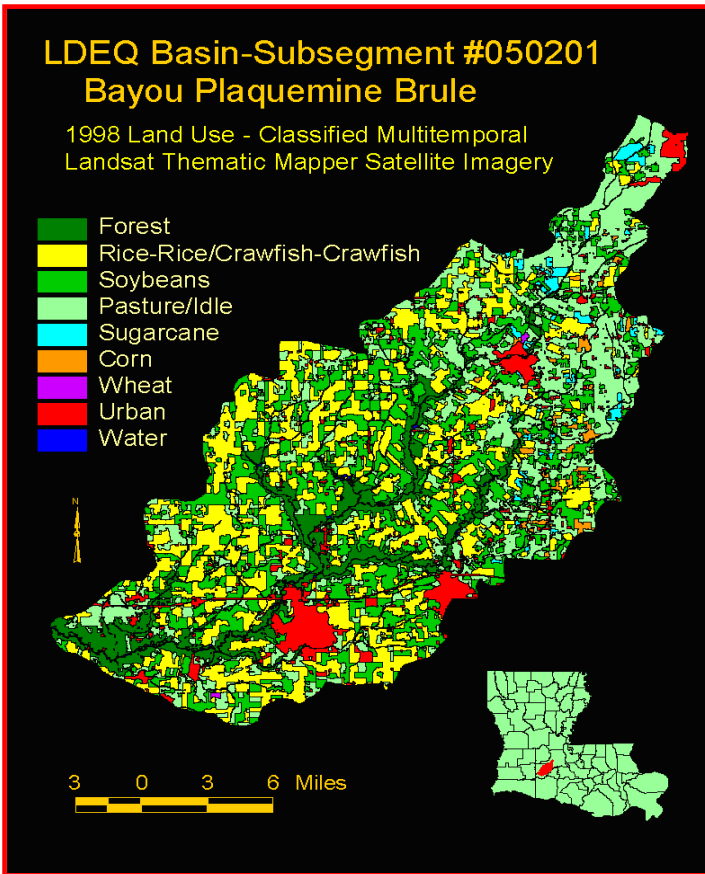 LDEQ Basin-Subsegment #050201
Bayou Plaquemine Brule
1998 Land Use - Classified Multitemporal
Landsat Thematic Mapper Satellite Imagery
Forest
Rice-Rice/Crawfish-Crawfish
Soybeans
Pasture/Idle
Sugarcane
Corn
Wheat
Urban
Water
N
3 0 3 6 Miles